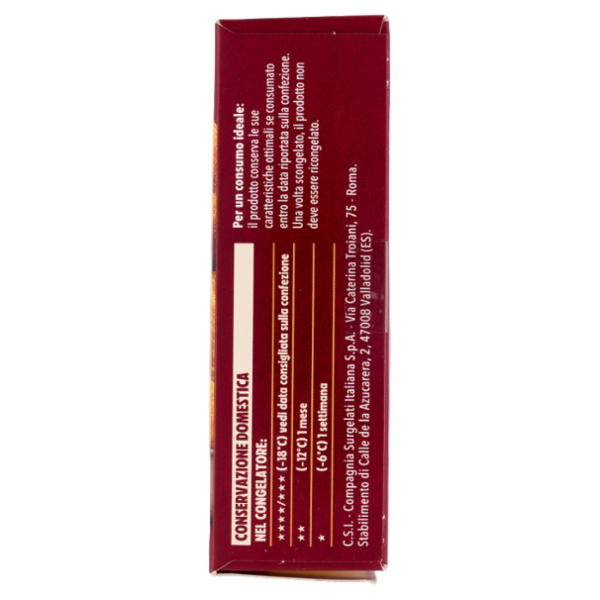 CONSERVAZIONE DOMESTICA
NEL CONGELATORE:
★★★★/★★★ (-18°C) vedi data consigliata sulla confezione
★★ (-12°C) 1 mese
★ (-6°C) 1 settimana
Per un consumo ideale:
il prodotto conserva le sue
caratteristiche ottimali se consumato
entro la data riportata sulla confezione.
Una volta scongelato, il prodotto non
deve essere ricongelato.
C.S.I. - Compagnia Surgelati Italiana S.p.A. - Via Caterina Troiani, 75 - Roma.
Stabilimento di Calle de la Azucarera, 2, 47008 Valladolid (ES).